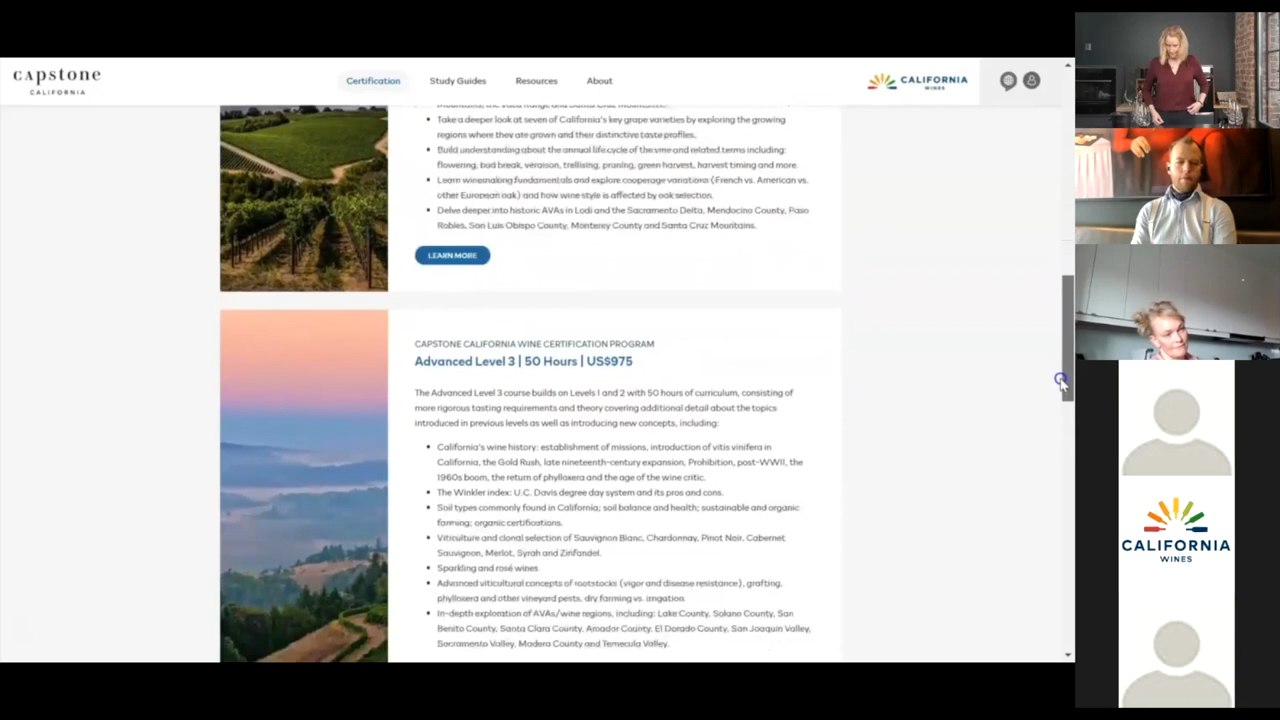 Capstone
CALIFORNIA
Certification
Study Guides
Resources
About
CALIFORNIA
WINES
Take a deeper look at seven of California's key grape varieties by exploring the growing
regions where they are grown and their distinctive taste profiles.
Build understanding about the annual life cycle of the vine and related terms including:
flowering, bud break, veraison, trellising, pruning, green harvest, harvest timing and more.
Learn winemaking fundamentals and explore cooperage variations (French vs. American vs.
other European oak) and how wine style is affected by oak selection.
Delve deeper into historic AVAs in Lodi and the Sacramento Delta, Mendocino County, Paso
Robles, San Luis Obispo County, Monterey County and Santa Cruz Mountains.
LEARN MORE
CAPSTONE CALIFORNIA WINE CERTIFICATION PROGRAM
Advanced Level 3 | 50 Hours | US$975
The Advanced Level 3 course builds on Levels 1 and 2 with 50 hours of curriculum, consisting of
more rigorous tasting requirements and theory covering additional detail about the topics
introduced in previous levels as well as introducing new concepts, including:
California's wine history: establishment of missions, introduction of vitis vinifera in
California, the Gold Rush, late nineteenth-century expansion, Prohibition, post-WWII, the
1960s boom, the return of phylloxera and the age of the wine critic.
The Winkler index: U.C. Davis degree day system and its pros and cons.
Soil types commonly found in California; soil balance and health; sustainable and organic
farming; organic certifications.
Viticulture and clonal selection of Sauvignon Blanc, Chardonnay, Pinot Noir, Cabernet
Sauvignon, Merlot, Syrah and Zinfandel.
Sparkling and rosé wines.
Advanced viticultural concepts of rootstocks (vigor and disease resistance), grafting,
phylloxera and other vineyard pests, dry farming vs. irrigation.
In-depth exploration of AVAs/wine regions, including: Lake County, Solano County, San
Benito County, Santa Clara County, Amador County, El Dorado County, San Joaquin Valley,
Sacramento Valley, Madera County and Temecula Valley.
CALIFORNIA
WINES